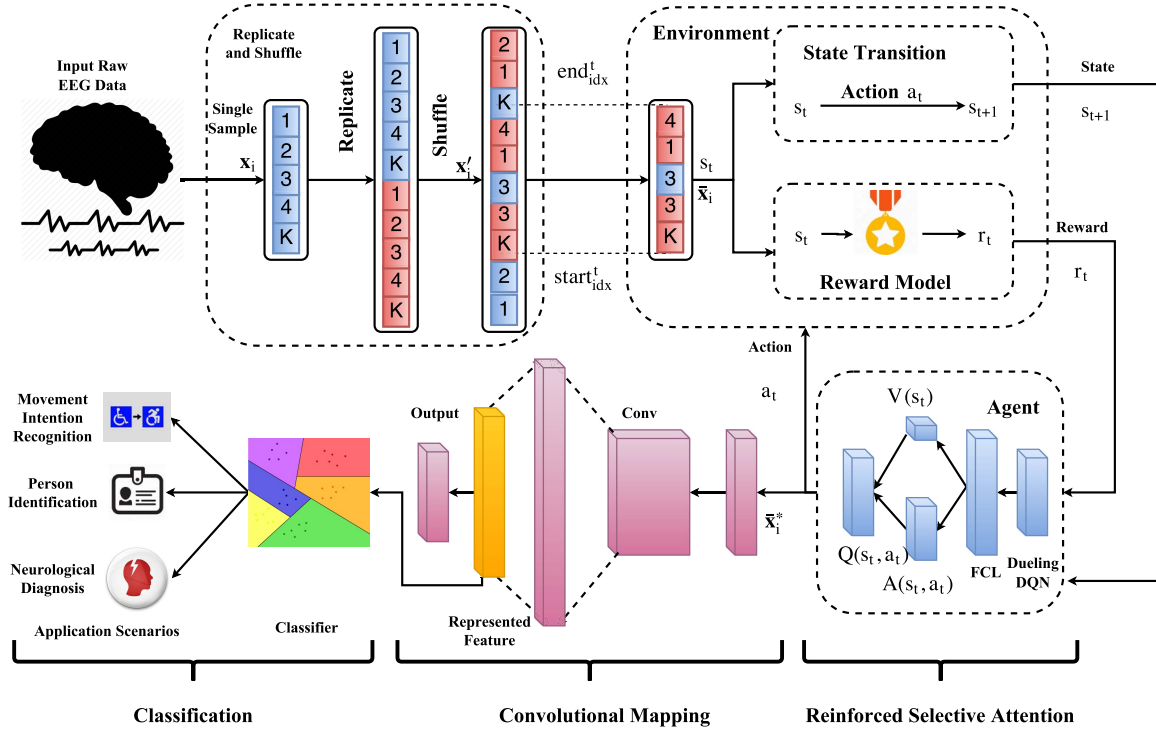 Input Raw
EEG Data
Replicate
and Shuffle
Single
Sample
x_i
1
2
3
4
K
Replicate
1
2
3
4
K
1
2
3
4
K
Shuffle
x'_i
2
1
K
4
1
3
3
K
2
1
end^t_idx
start^t_idx
Environment
4
1
3
3
K
s_t
x̄_i
State Transition
Action a_t
s_t
s_{t+1}
s_t
r_t
Reward Model
State
s_{t+1}
Reward
r_t
Action
a_t
Agent
V(s_t)
Q(s_t, a_t)
A(s_t, a_t)
FCL
Dueling
DQN
x̄*_i
Conv
Output
Represented
Feature
Movement
Intention
Recognition
Person
Identification
Neurological
Diagnosis
Application Scenarios
Classifier
Classification
Convolutional Mapping
Reinforced Selective Attention